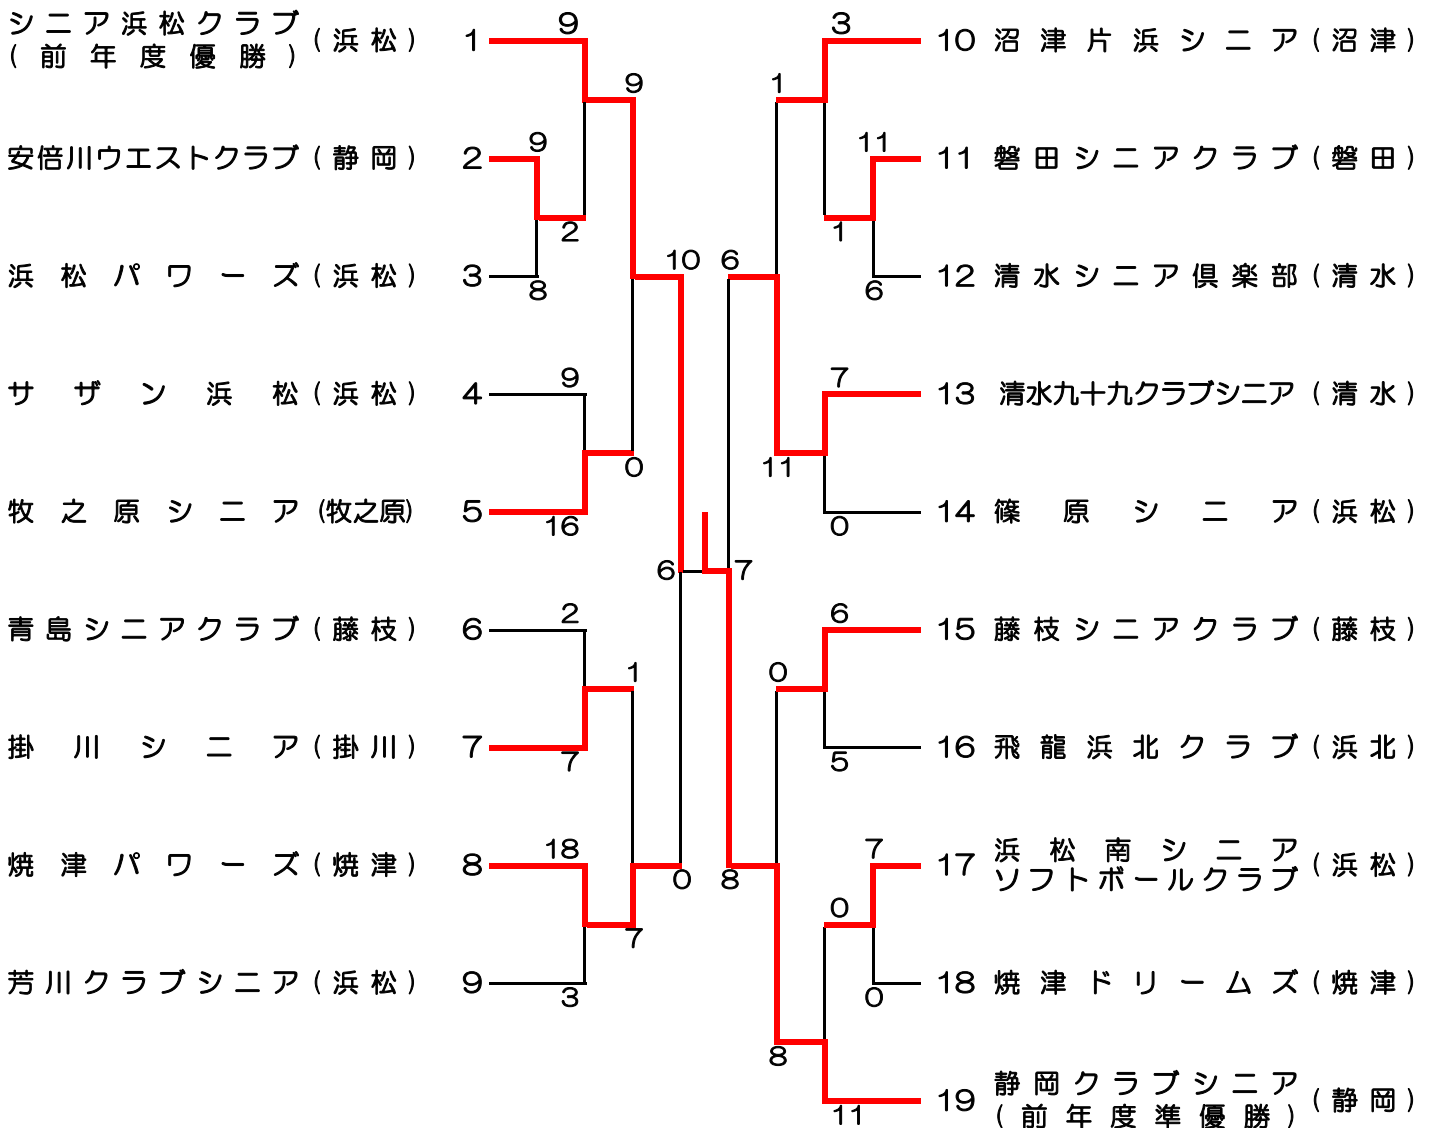 シニア浜松クラブ
(前年度優勝)
(浜松)
1
9
9
安倍川ウエストクラブ(静岡)
2
9
2
浜松パワーズ(浜松)
3
8
10
サザン浜松(浜松)
4
9
0
牧之原シニア(牧之原)
5
16
6
青島シニアクラブ(藤枝)
6
2
1
掛川シニア(掛川)
7
7
焼津パワーズ(焼津)
8
18
7
0
芳川クラブシニア(浜松)
9
3
3
10 沼津片浜シニア(沼津)
1
11
11 磐田シニアクラブ(磐田)
1
6
12 清水シニア倶楽部(清水)
6
7
13 清水九十九クラブシニア(清水)
11
14 篠原シニア(浜松)
0
7
6
15 藤枝シニアクラブ(藤枝)
0
16 飛龍浜北クラブ(浜北)
5
7
17
浜松南シニア
ソフトボールクラブ
(浜松)
8
0
18 焼津ドリームズ(焼津)
0
8
19
静岡クラブシニア
(前年度準優勝)
(静岡)
11